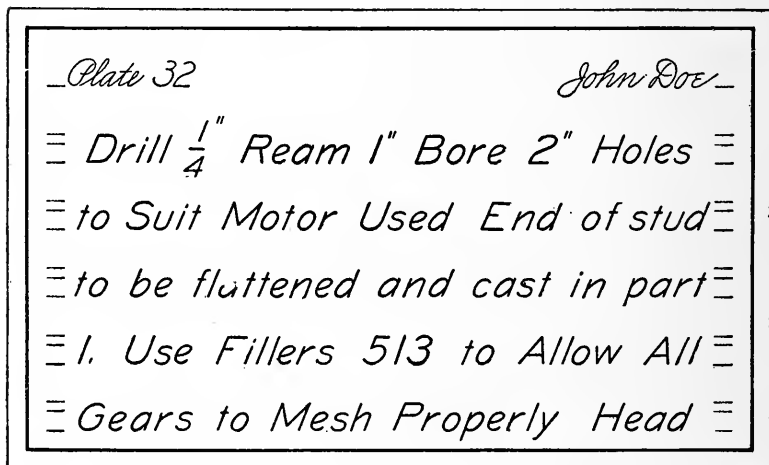 Plate 32 John Doe
Drill 1/4" Ream 1" Bore 2" Holes
to Suit Motor Used End of stud
to be flattened and cast in part
1. Use Fillers 513 to Allow All
Gears to Mesh Properly Head